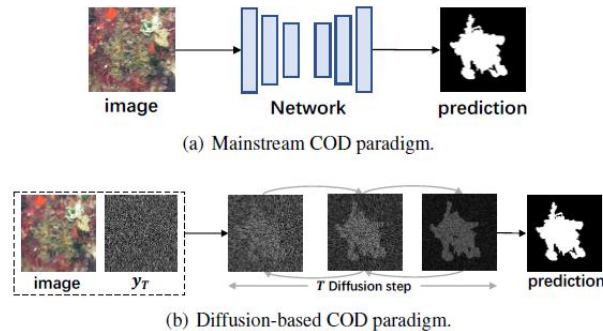 image
Network
prediction
(a) Mainstream COD paradigm.
image
y_T
T Diffusion step
prediction
(b) Diffusion-based COD paradigm.